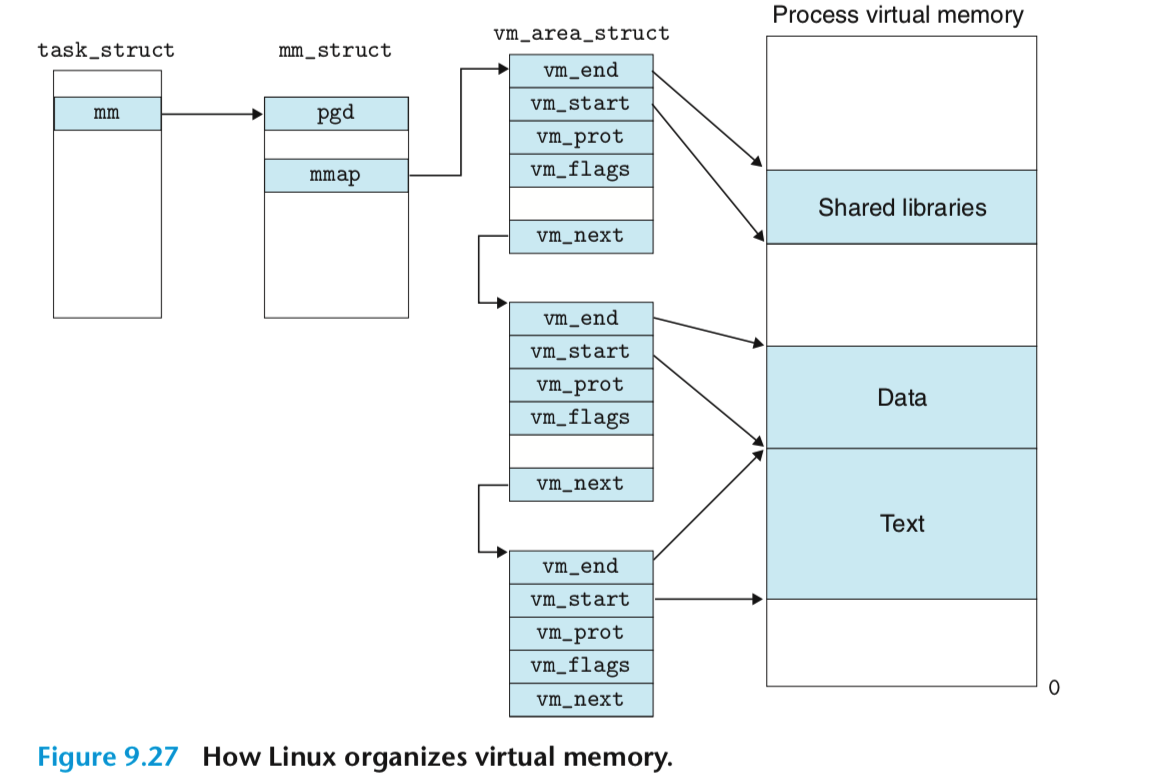 Process virtual memory
vm_area_struct
task_struct
mm_struct
mm
pgd
mmap
vm_end
vm_start
vm_prot
vm_flags
vm_next
vm_end
vm_start
vm_prot
vm_flags
vm_next
vm_end
vm_start
vm_prot
vm_flags
vm_next
Shared libraries
Data
Text
0
Figure 9.27 How Linux organizes virtual memory.